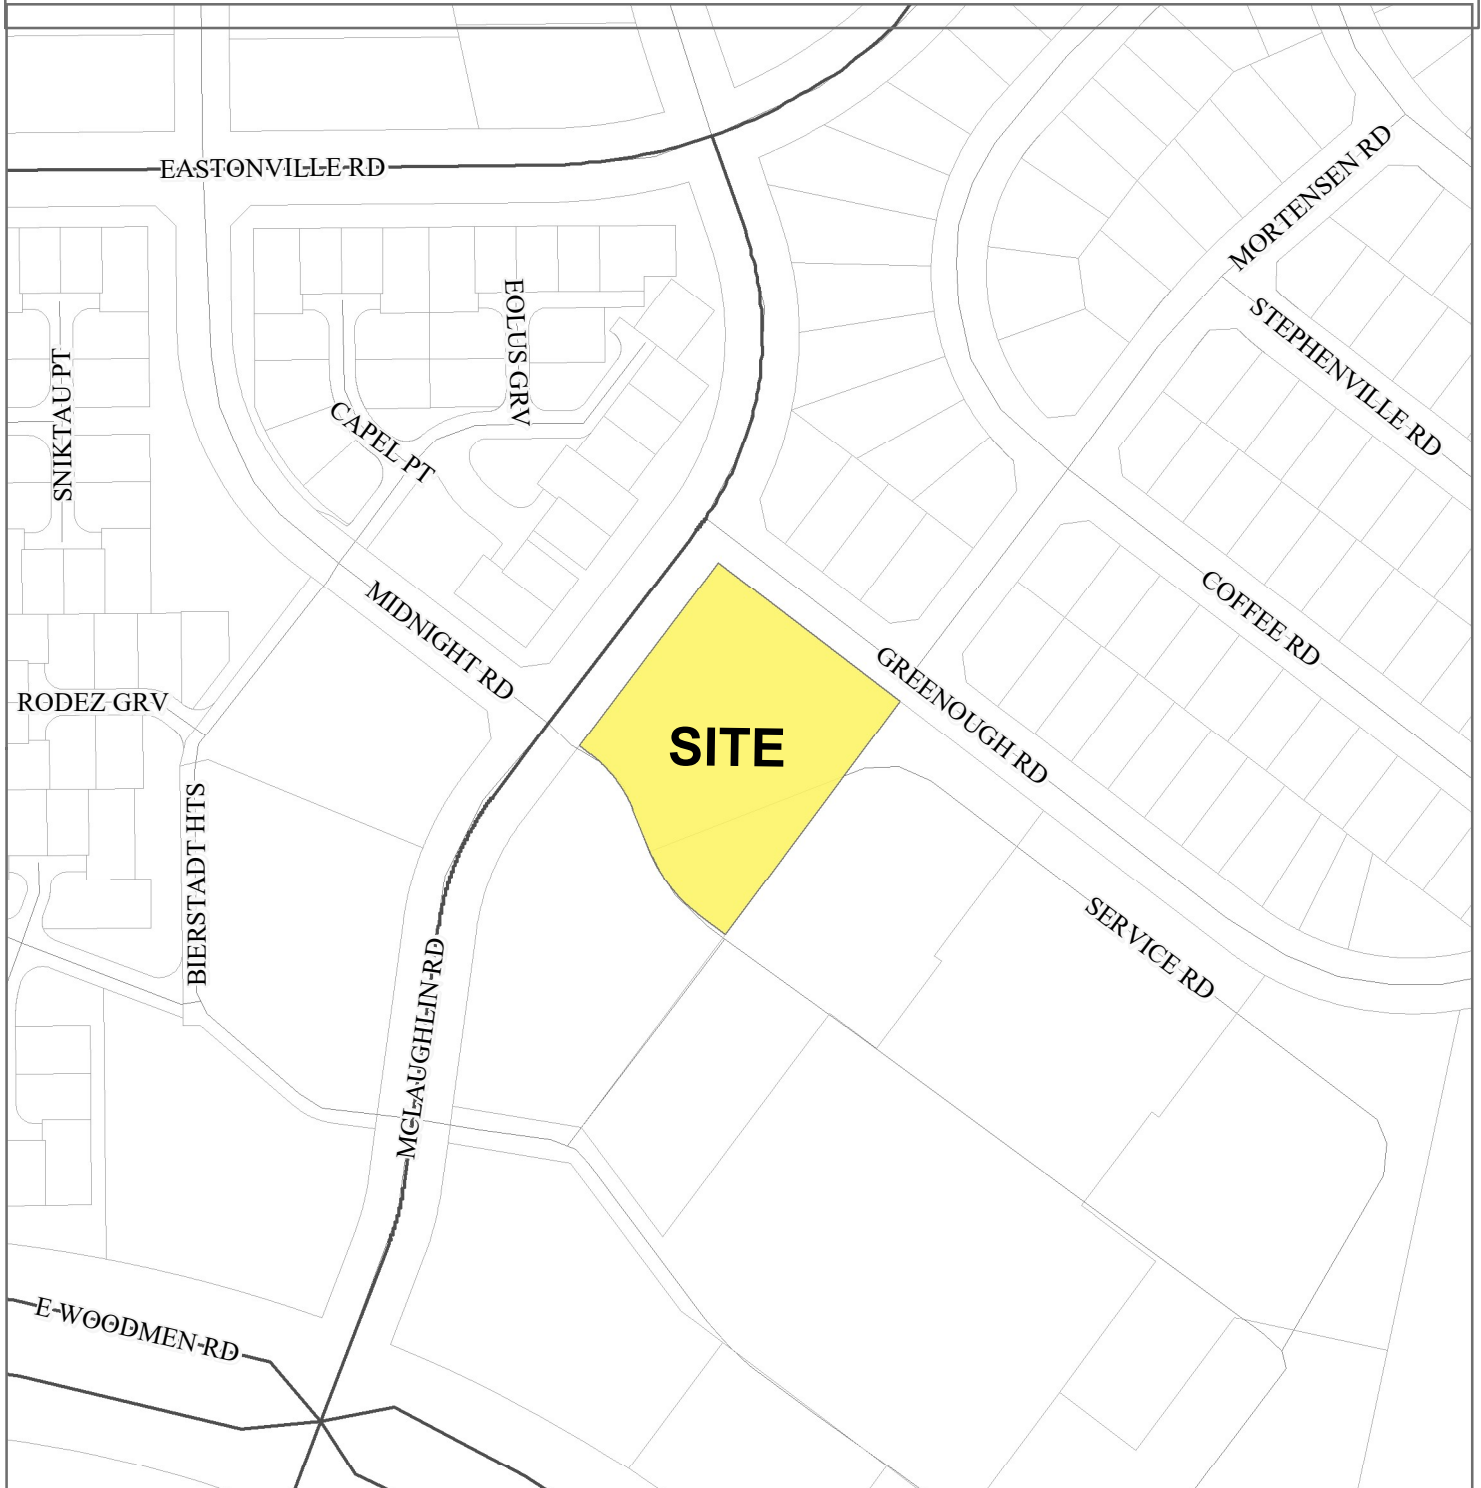 EASTONVILLE RD
MORTENSEN RD
STEPHENVILLE RD
EOLUS GRV
SNIKTAU PT
CAPEL PT
COFFEE RD
MIDNIGHT RD
GREENOUGH RD
RODEZ GRV
SITE
BIERSTADT HTS
SERVICE RD
MCLAUGHLIN RD
E WOODMEN RD